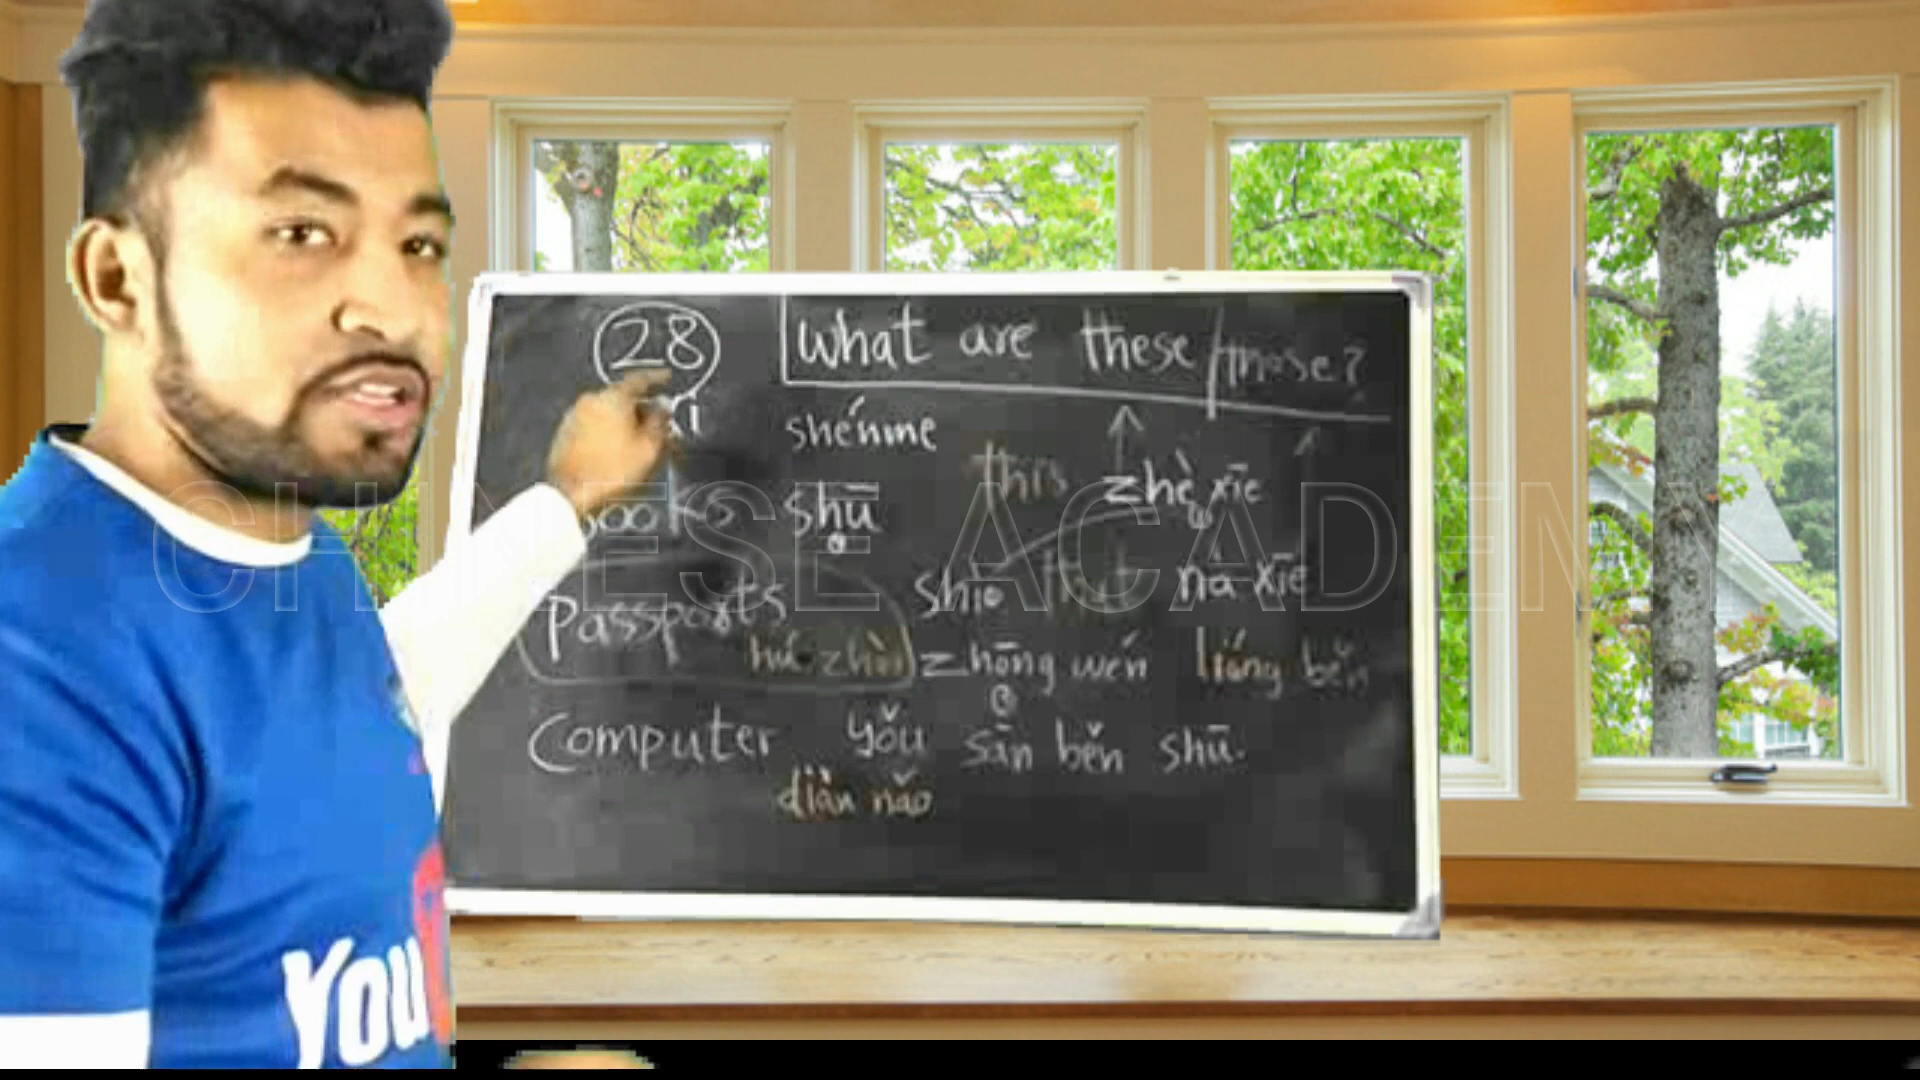 28 What are these/those?
shénme
this zhè xiē
books shū
shì that nà xiē
Passports
hù zhào zhōng wén liǎng běn
Computer yǒu sān běn shū.
diàn nǎo
CHINESE ACADEMY
You